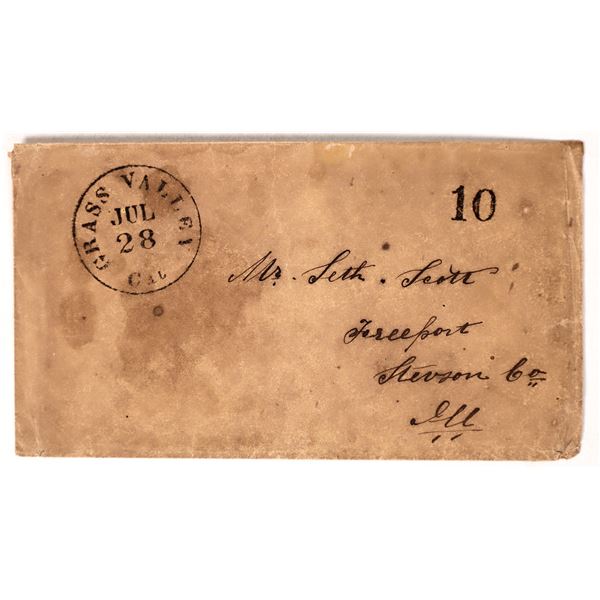 GRASS VALLEY
JUL
28
CAL
10
Mr. Seth. Scott
Freeport
Stevson Co
Ill